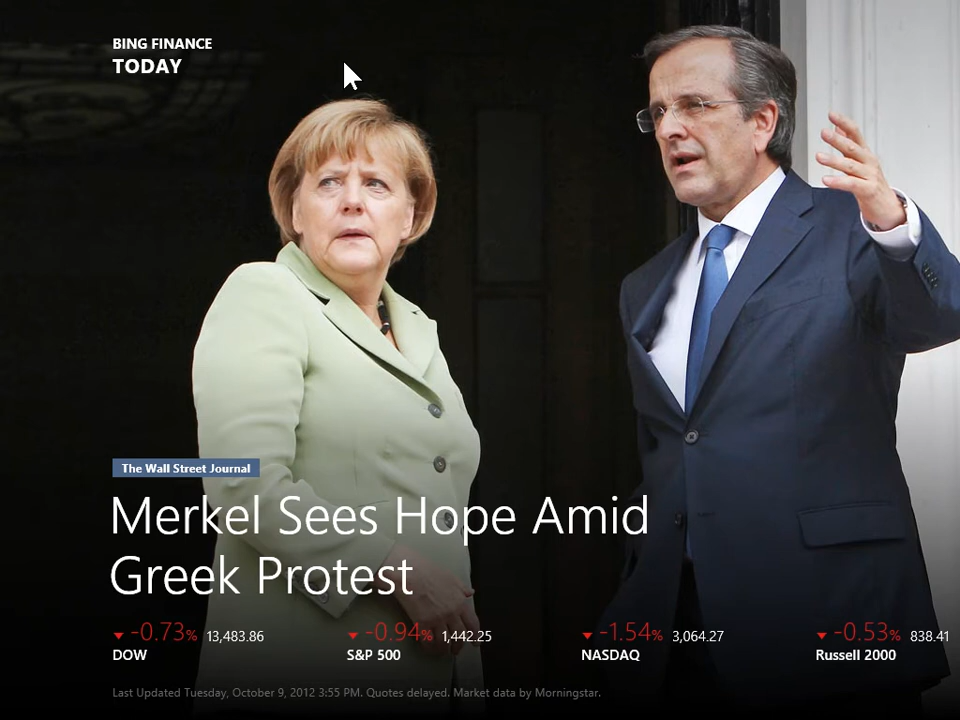 BING FINANCE
TODAY
The Wall Street Journal
Merkel Sees Hope Amid
Greek Protest
-0.73% 13,483.86 -0.94% 1,442.25 -1.54% 3,064.27 -0.53% 838.41
DOW S&P 500 NASDAQ Russell 2000
Last Updated Tuesday, October 9, 2012 3:55 PM. Quotes delayed. Market data by Morningstar.